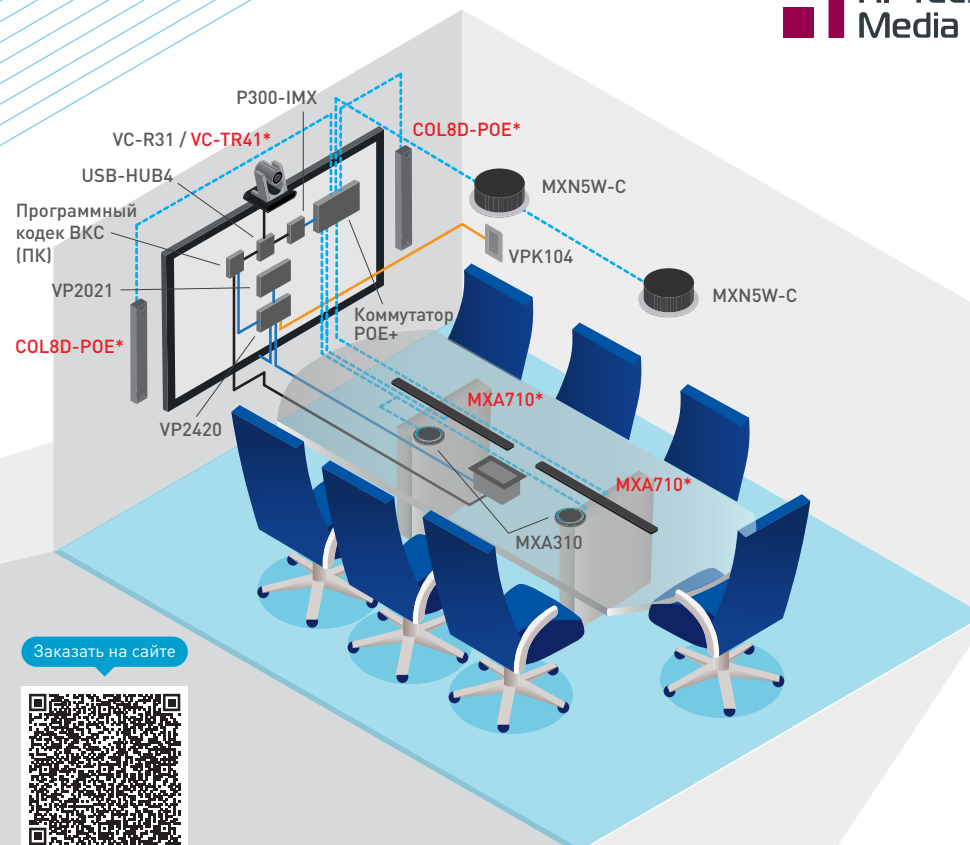 Media
P300-IMX
VC-R31 / VC-TR41*
COL8D-POE*
USB-HUB4
MXN5W-C
Программный
кодек ВКС
(ПК)
VPK104
VP2021
MXN5W-C
Коммутатор
POE+
COL8D-POE*
MXA710*
VP2420
MXA710*
MXA310
Заказать на сайте